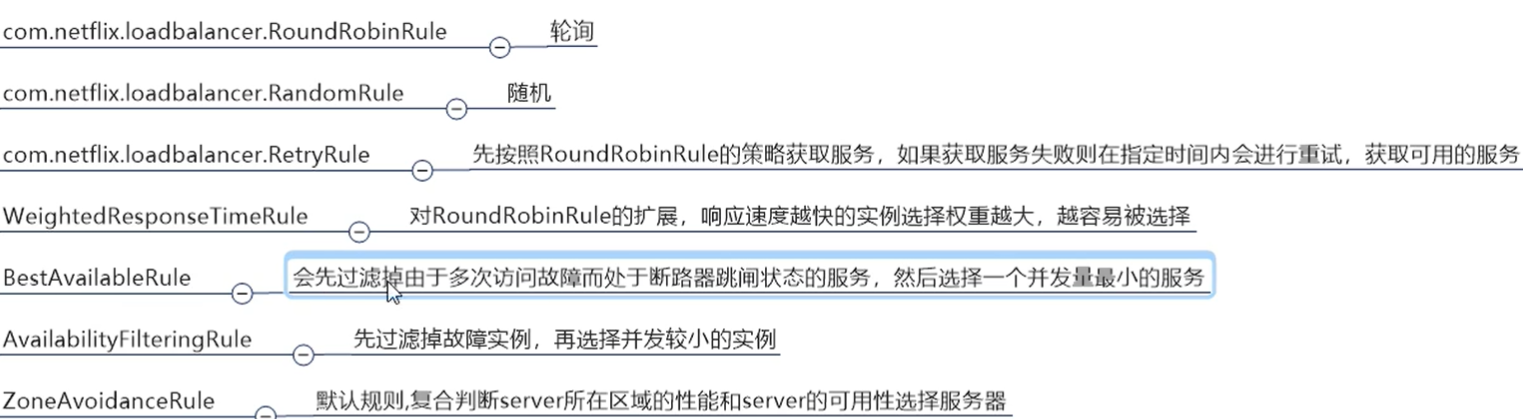 com.netflix.loadbalancer.RoundRobinRule 轮询
com.netflix.loadbalancer.RandomRule 随机
com.netflix.loadbalancer.RetryRule 先按照RoundRobinRule的策略获取服务，如果获取服务失败则在指定时间内会进行重试，获取可用的服务
WeightedResponseTimeRule 对RoundRobinRule的扩展，响应速度越快的实例选择权重越大，越容易被选择
BestAvailableRule 会先过滤掉由于多次访问故障而处于断路器跳闸状态的服务，然后选择一个并发量最小的服务
AvailabilityFilteringRule 先过滤掉故障实例，再选择并发较小的实例
ZoneAvoidanceRule 默认规则,复合判断server所在区域的性能和server的可用性选择服务器